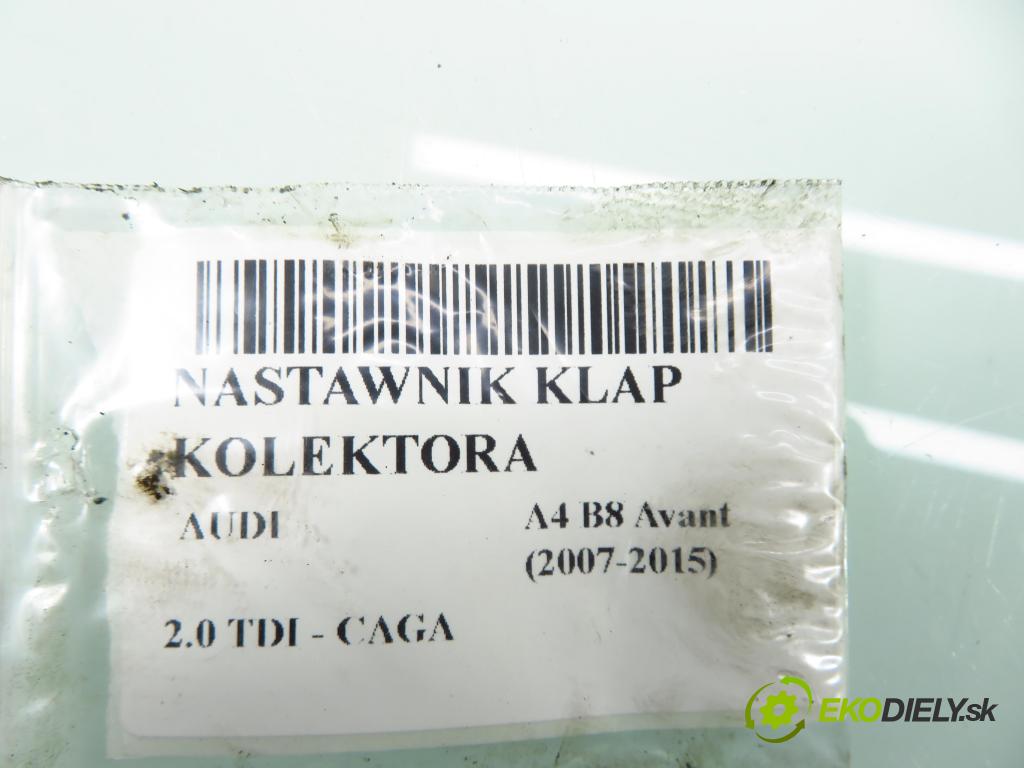 NASTAWNIK KLAP
KOLEKTORA
AUDI
A4 B8 Avant
(2007-2015)
2.0 TDI - CAGA
EKODIELY.sk